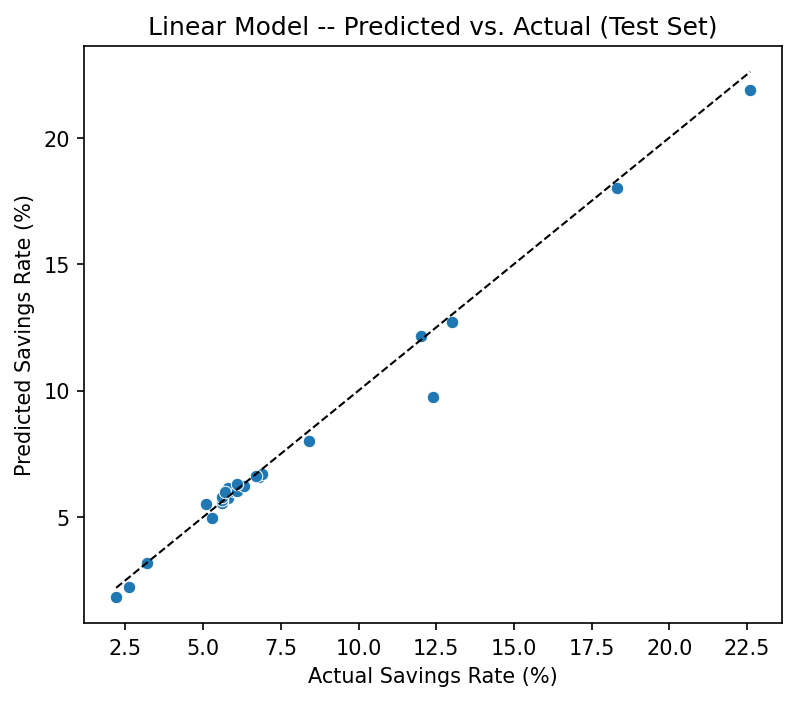 Linear Model -- Predicted vs. Actual (Test Set)
Predicted Savings Rate (%)
20
15
10
5
2.5 5.0 7.5 10.0 12.5 15.0 17.5 20.0 22.5
Actual Savings Rate (%)